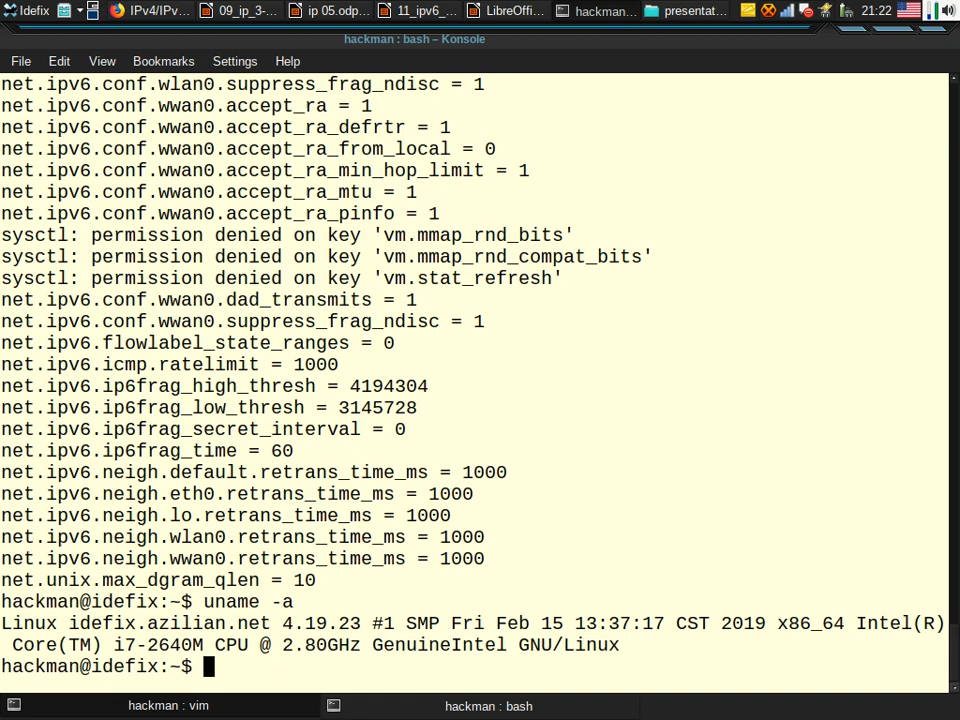 Idefix IPv4/IPv... 09_ip_3-... ip 05.odp... 11_ipv6_... LibreOffi... hackman... presentat... 21:22
hackman : bash – Konsole
File Edit View Bookmarks Settings Help
net.ipv6.conf.wlan0.suppress_frag_ndisc = 1
net.ipv6.conf.wwan0.accept_ra = 1
net.ipv6.conf.wwan0.accept_ra_defrtr = 1
net.ipv6.conf.wwan0.accept_ra_from_local = 0
net.ipv6.conf.wwan0.accept_ra_min_hop_limit = 1
net.ipv6.conf.wwan0.accept_ra_mtu = 1
net.ipv6.conf.wwan0.accept_ra_pinfo = 1
sysctl: permission denied on key 'vm.mmap_rnd_bits'
sysctl: permission denied on key 'vm.mmap_rnd_compat_bits'
sysctl: permission denied on key 'vm.stat_refresh'
net.ipv6.conf.wwan0.dad_transmits = 1
net.ipv6.conf.wwan0.suppress_frag_ndisc = 1
net.ipv6.flowlabel_state_ranges = 0
net.ipv6.icmp.ratelimit = 1000
net.ipv6.ip6frag_high_thresh = 4194304
net.ipv6.ip6frag_low_thresh = 3145728
net.ipv6.ip6frag_secret_interval = 0
net.ipv6.ip6frag_time = 60
net.ipv6.neigh.default.retrans_time_ms = 1000
net.ipv6.neigh.eth0.retrans_time_ms = 1000
net.ipv6.neigh.lo.retrans_time_ms = 1000
net.ipv6.neigh.wlan0.retrans_time_ms = 1000
net.ipv6.neigh.wwan0.retrans_time_ms = 1000
net.unix.max_dgram_qlen = 10
hackman@idefix:~$ uname -a
Linux idefix.azilian.net 4.19.23 #1 SMP Fri Feb 15 13:37:17 CST 2019 x86_64 Intel(R)
Core(TM) i7-2640M CPU @ 2.80GHz GenuineIntel GNU/Linux
hackman@idefix:~$
hackman : vim hackman : bash